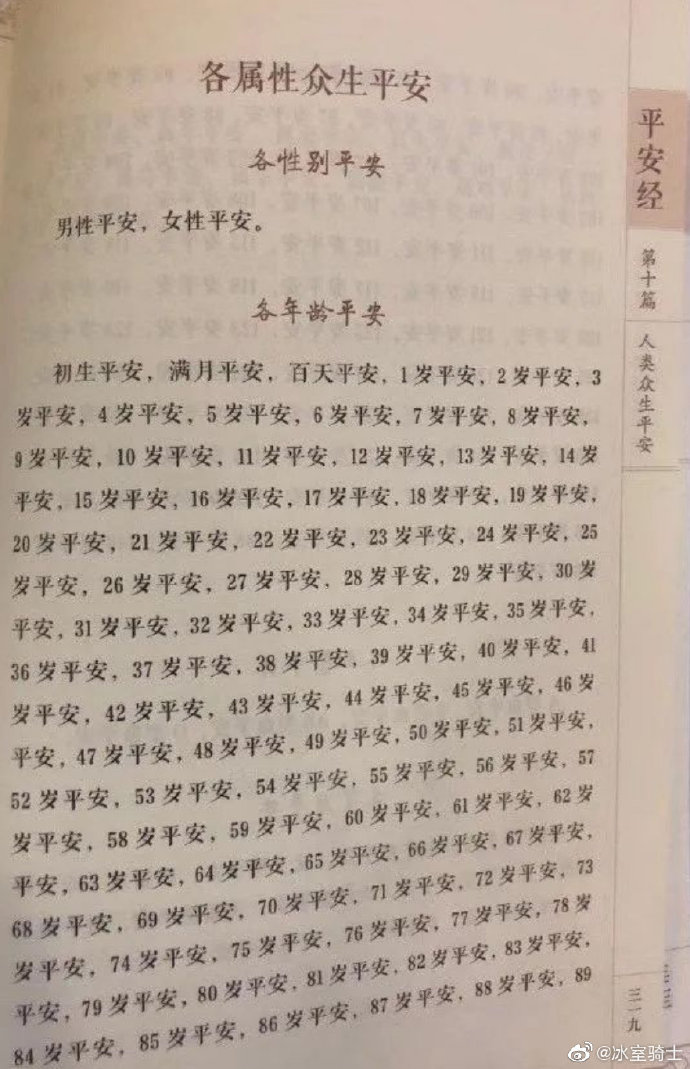 各属性众生平安
各性别平安
男性平安，女性平安。
各年龄平安
初生平安，满月平安，百天平安，1岁平安，2岁平安，3
岁平安，4岁平安，5岁平安，6岁平安，7岁平安，8岁平安，
9岁平安，10岁平安，11岁平安，12岁平安，13岁平安，14岁
平安，15岁平安，16岁平安，17岁平安，18岁平安，19岁平安，
20岁平安，21岁平安，22岁平安，23岁平安，24岁平安，25
岁平安，26岁平安，27岁平安，28岁平安，29岁平安，30岁
平安，31岁平安，32岁平安，33岁平安，34岁平安，35岁平安，
36岁平安，37岁平安，38岁平安，39岁平安，40岁平安，41
岁平安，42岁平安，43岁平安，44岁平安，45岁平安，46岁
平安，47岁平安，48岁平安，49岁平安，50岁平安，51岁平安，
52岁平安，53岁平安，54岁平安，55岁平安，56岁平安，57
岁平安，58岁平安，59岁平安，60岁平安，61岁平安，62岁
平安，63岁平安，64岁平安，65岁平安，66岁平安，67岁平安，
68岁平安，69岁平安，70岁平安，71岁平安，72岁平安，73
岁平安，74岁平安，75岁平安，76岁平安，77岁平安，78岁
平安，79岁平安，80岁平安，81岁平安，82岁平安，83岁平安，
84岁平安，85岁平安，86岁平安，87岁平安，88岁平安，89
平安经
第十篇
人类众生平安
三一九
@冰室骑士